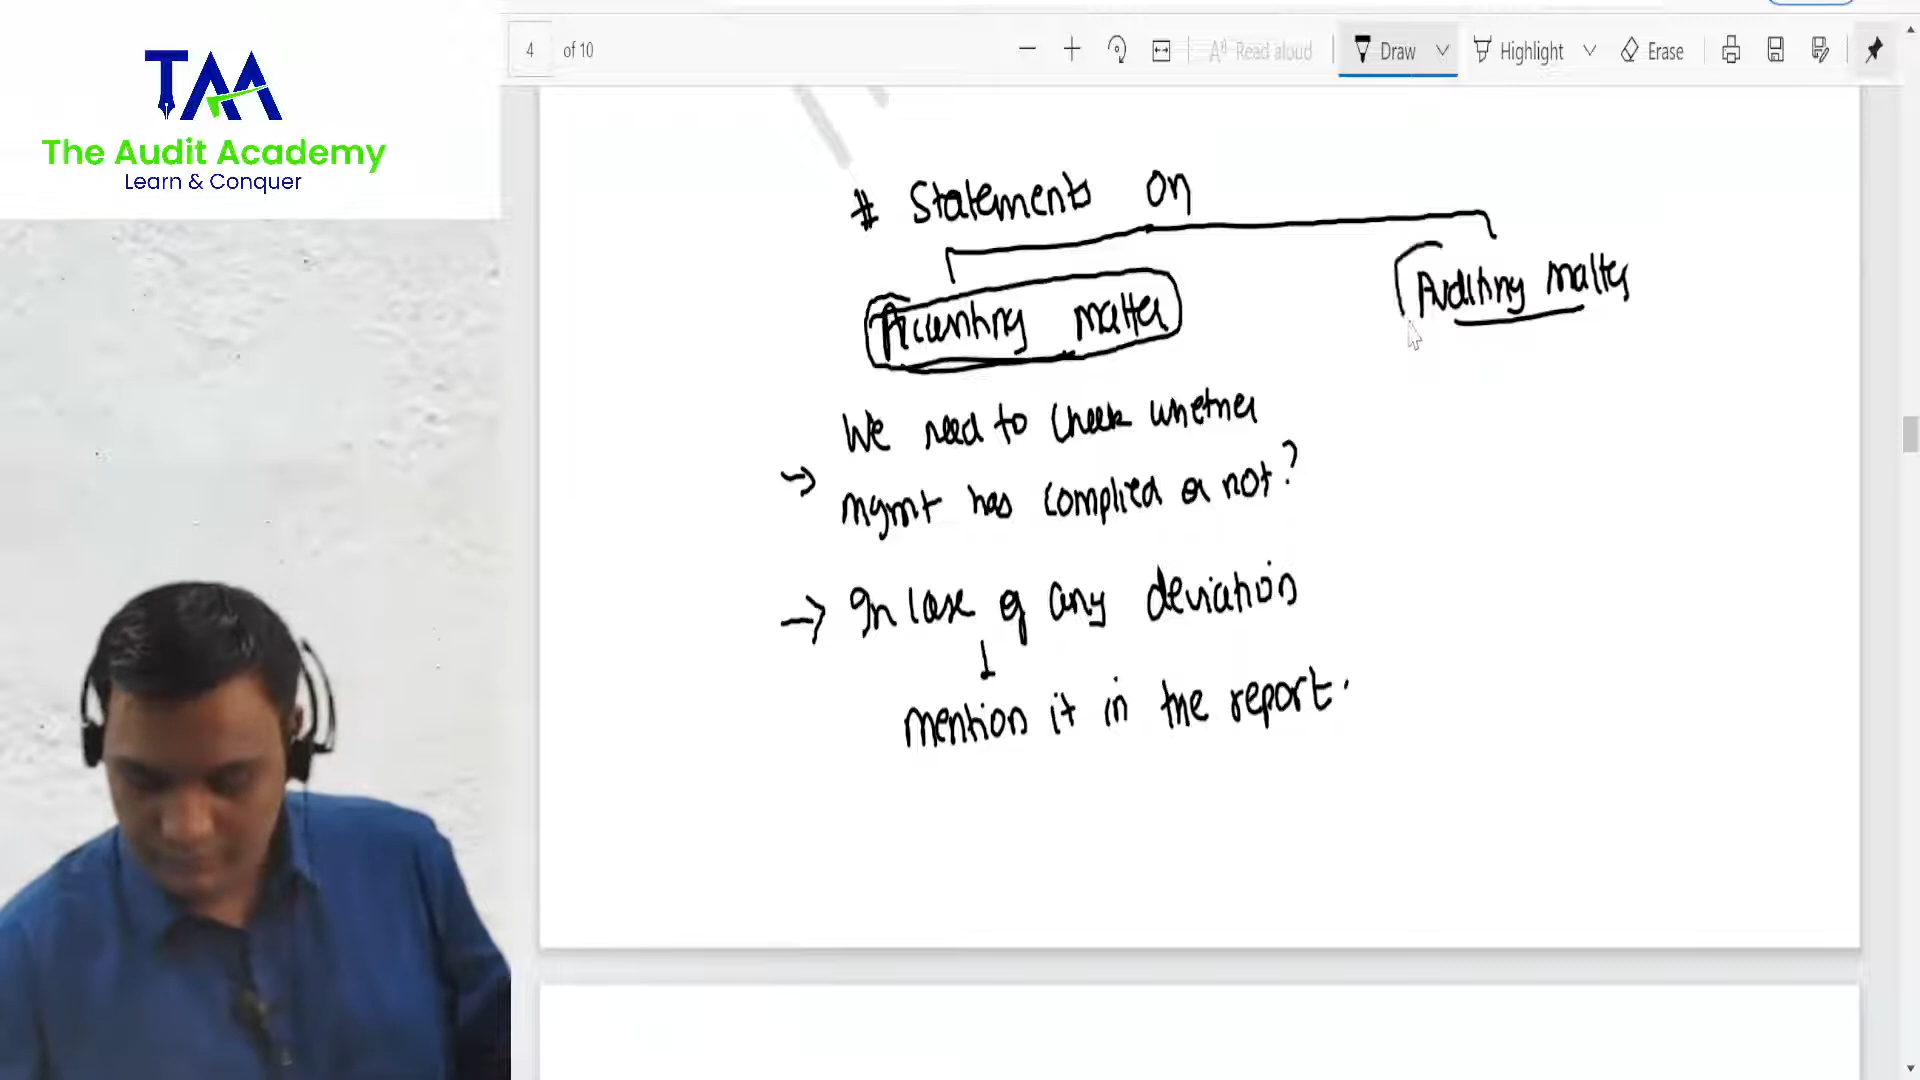 TAA
The Audit Academy
Learn & Conquer
4 of 10
Read aloud
Draw
Highlight
Erase
# Statements on
Accounting matter
Auditing matter
We need to check whether
→ mgmt has complied or not?
→ In case of any deviation
mention it in the report.